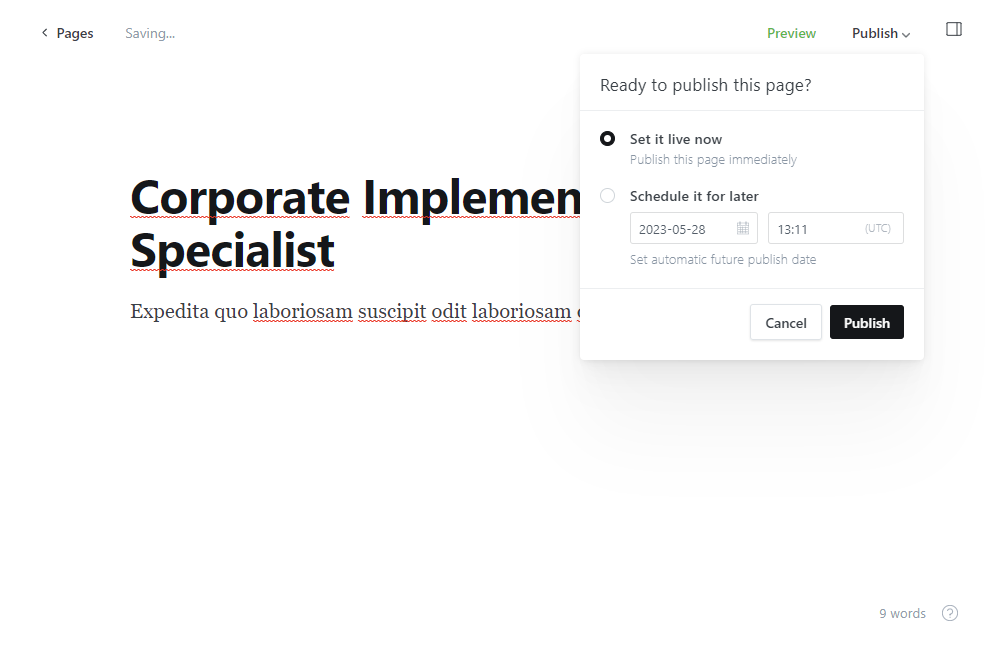 Pages
Saving...
Preview
Publish
Ready to publish this page?
Set it live now
Publish this page immediately
Schedule it for later
2023-05-28
13:11
(UTC)
Set automatic future publish date
Cancel
Publish
Corporate Implemen
Specialist
Expedita quo laboriosam suscipit odit laboriosam
9 words
?